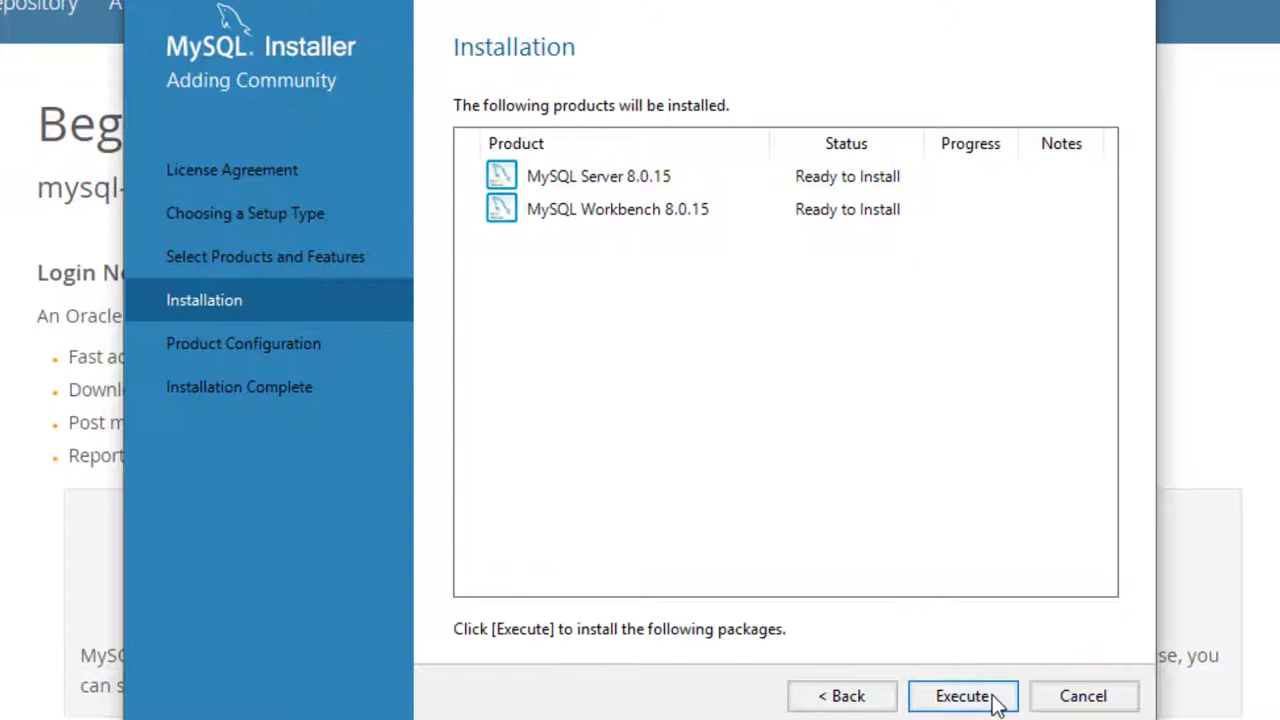 MySQL. Installer
Adding Community
License Agreement
Choosing a Setup Type
Select Products and Features
Installation
Product Configuration
Installation Complete
Installation
The following products will be installed.
Product Status Progress Notes
MySQL Server 8.0.15 Ready to Install
MySQL Workbench 8.0.15 Ready to Install
Click [Execute] to install the following packages.
< Back Execute Cancel
Beg
mysql-
Login N
An Oracle
Fast
Post
Report
can
se, you